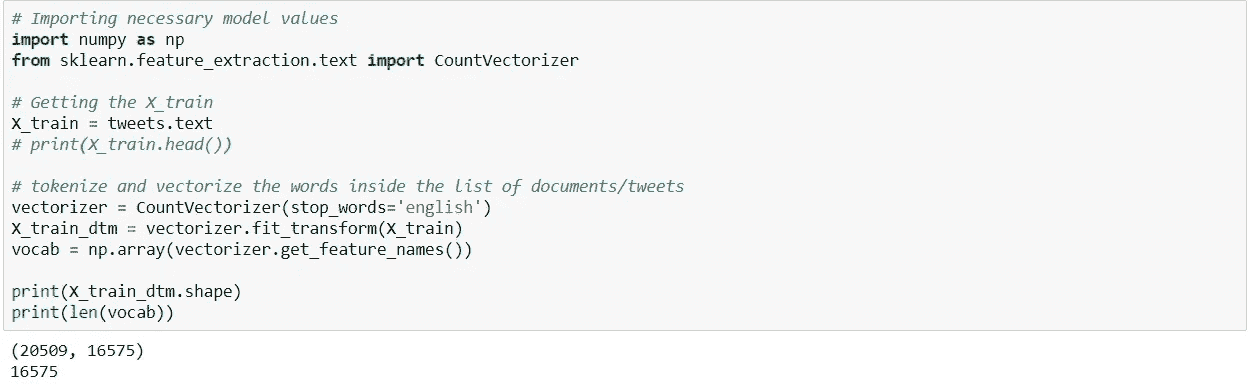 # Importing necessary model values
import numpy as np
from sklearn.feature_extraction.text import CountVectorizer
# Getting the X_train
X_train = tweets.text
# print(X_train.head())
# tokenize and vectorize the words inside the list of documents/tweets
vectorizer = CountVectorizer(stop_words='english')
X_train_dtm = vectorizer.fit_transform(X_train)
vocab = np.array(vectorizer.get_feature_names())
print(X_train_dtm.shape)
print(len(vocab))
(20509, 16575)
16575